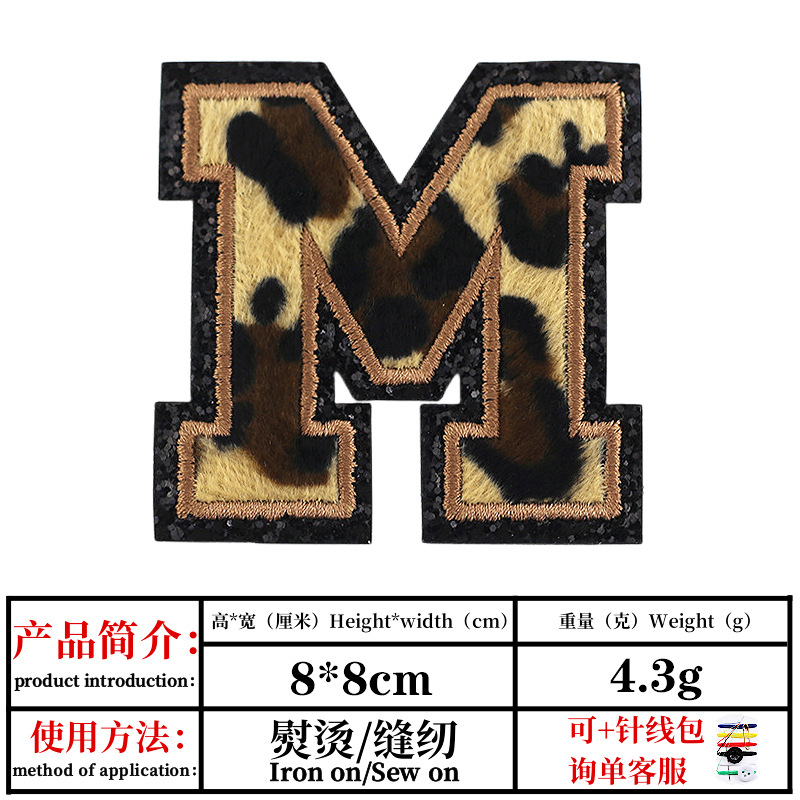 M
产品简介:
product introduction:
高*宽（厘米）Height*width（cm）
重量（克）Weight（g）
8*8cm
4.3g
使用方法:
method of application:
熨烫/缝纫
Iron on/Sew on
可+针线包
询单客服